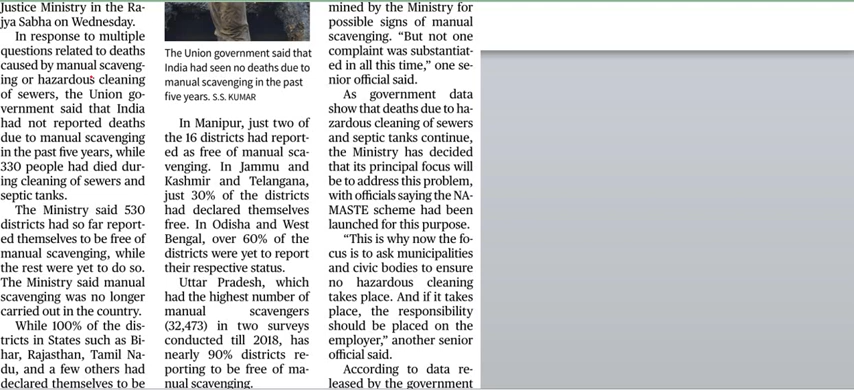 Justice Ministry in the Ra-
jya Sabha on Wednesday.
In response to multiple
questions related to deaths
caused by manual scaveng-
ing or hazardous cleaning
of sewers, the Union go-
vernment said that India
had not reported deaths
due to manual scavenging
in the past five years, while
330 people had died dur-
ing cleaning of sewers and
septic tanks.
The Ministry said 530
districts had so far report-
ed themselves to be free of
manual scavenging, while
the rest were yet to do so.
The Ministry said manual
scavenging was no longer
carried out in the country.
While 100% of the dis-
tricts in States such as Bi-
har, Rajasthan, Tamil Na-
du, and a few others had
declared themselves to be
The Union government said that
India had seen no deaths due to
manual scavenging in the past
five years. S.S. KUMAR
In Manipur, just two of
the 16 districts had report-
ed as free of manual sca-
venging. In Jammu and
Kashmir and Telangana,
just 30% of the districts
had declared themselves
free. In Odisha and West
Bengal, over 60% of the
districts were yet to report
their respective status.
Uttar Pradesh, which
had the highest number of
manual scavengers
(32,473) in two surveys
conducted till 2018, has
nearly 90% districts re-
porting to be free of ma-
nual scavenging.
mined by the Ministry for
possible signs of manual
scavenging. “But not one
complaint was substantiat-
ed in all this time,” one se-
nior official said.
As government data
show that deaths due to ha-
zardous cleaning of sewers
and septic tanks continue,
the Ministry has decided
that its principal focus will
be to address this problem,
with officials saying the NA-
MASTE scheme had been
launched for this purpose.
“This is why now the fo-
cus is to ask municipalities
and civic bodies to ensure
no hazardous cleaning
takes place. And if it takes
place, the responsibility
should be placed on the
employer,” another senior
official said.
According to data re-
leased by the government